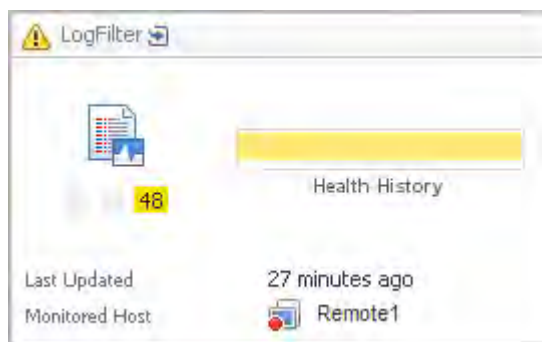 LogFilter
48
Health History
Last Updated 27 minutes ago
Monitored Host Remote1